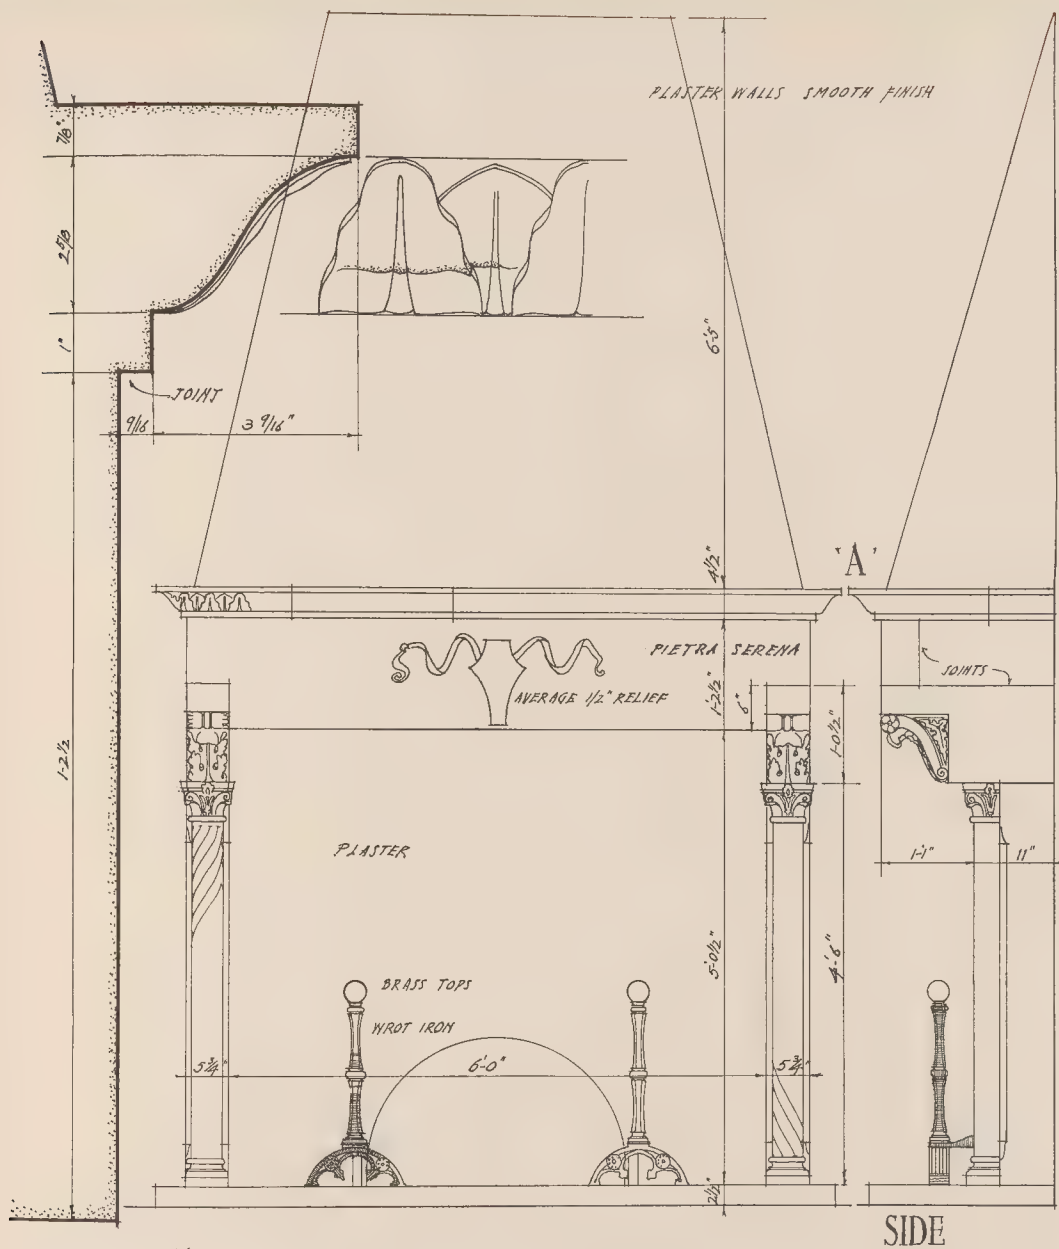 PLASTER WALLS SMOOTH FINISH
7/8"
2 5/8
1"
JOINT
9/16
3 9/16"
6'-5"
4 1/2"
'A'
PIETRA SERENA
AVERAGE 1/2" RELIEF
1'-2 1/2"
6"
1'-0 1/2"
JOINTS
1'-2 1/2
PLASTER
1'-1"
11"
BRASS TOPS
WROT IRON
5'-0 1/2"
4'-6"
5 3/4"
6'-0"
5 3/4"
2 1/2"
SIDE